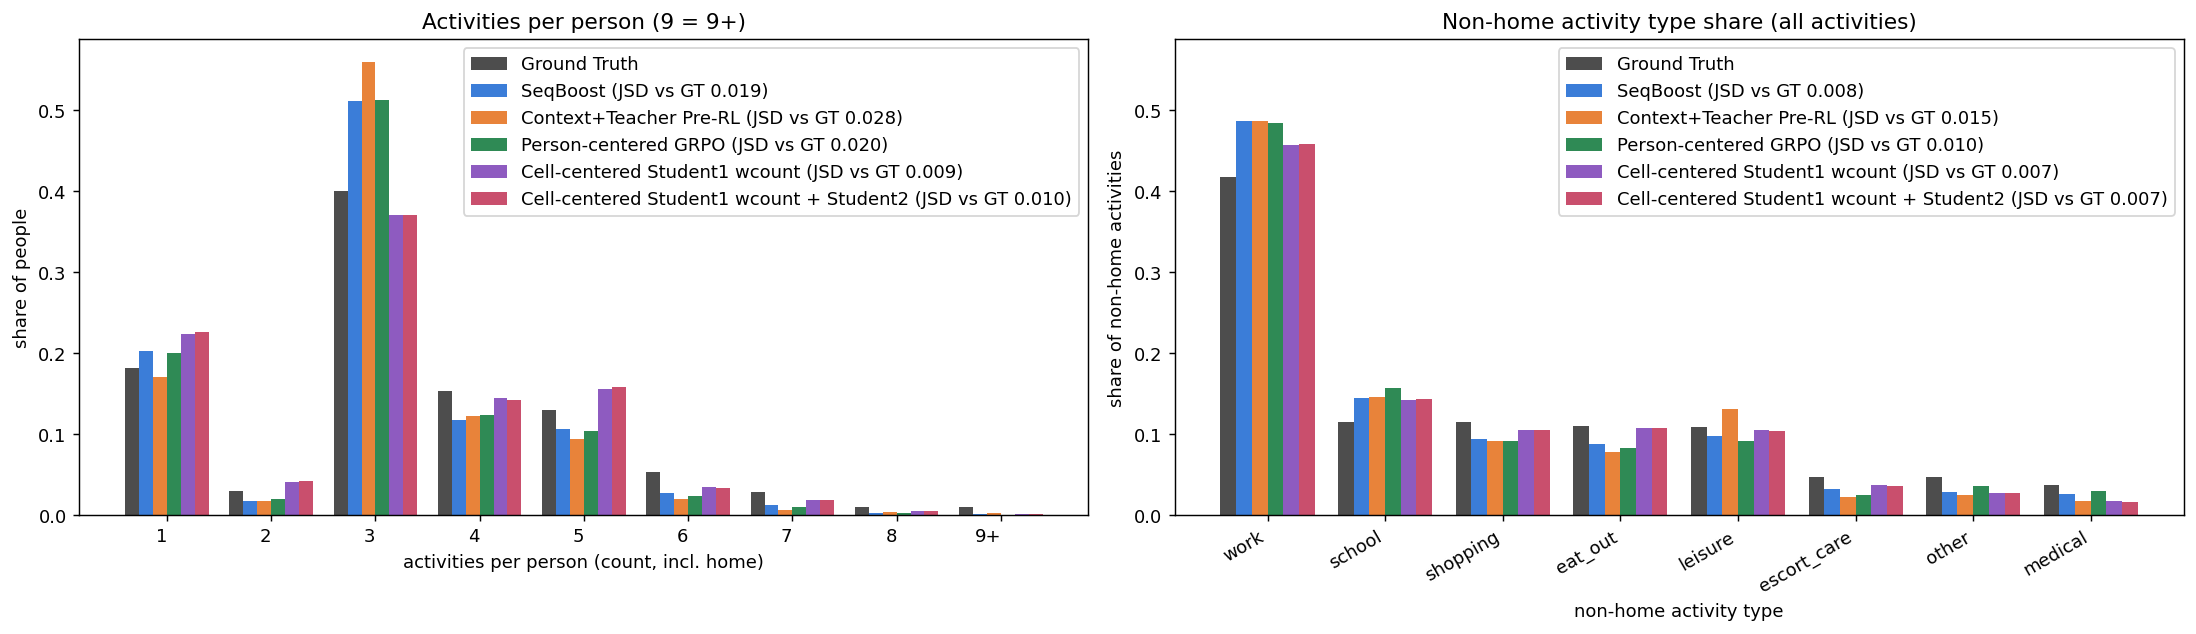 Activities per person (9 = 9+)
Ground Truth
SeqBoost (JSD vs GT 0.019)
Context+Teacher Pre-RL (JSD vs GT 0.028)
Person-centered GRPO (JSD vs GT 0.020)
Cell-centered Student1 wcount (JSD vs GT 0.009)
Cell-centered Student1 wcount + Student2 (JSD vs GT 0.010)
share of people
0.5
0.4
0.3
0.2
0.1
0.0
1 2 3 4 5 6 7 8 9+
activities per person (count, incl. home)
Non-home activity type share (all activities)
Ground Truth
SeqBoost (JSD vs GT 0.008)
Context+Teacher Pre-RL (JSD vs GT 0.015)
Person-centered GRPO (JSD vs GT 0.010)
Cell-centered Student1 wcount (JSD vs GT 0.007)
Cell-centered Student1 wcount + Student2 (JSD vs GT 0.007)
share of non-home activities
0.5
0.4
0.3
0.2
0.1
0.0
work school shopping eat_out leisure escort_care other medical
non-home activity type